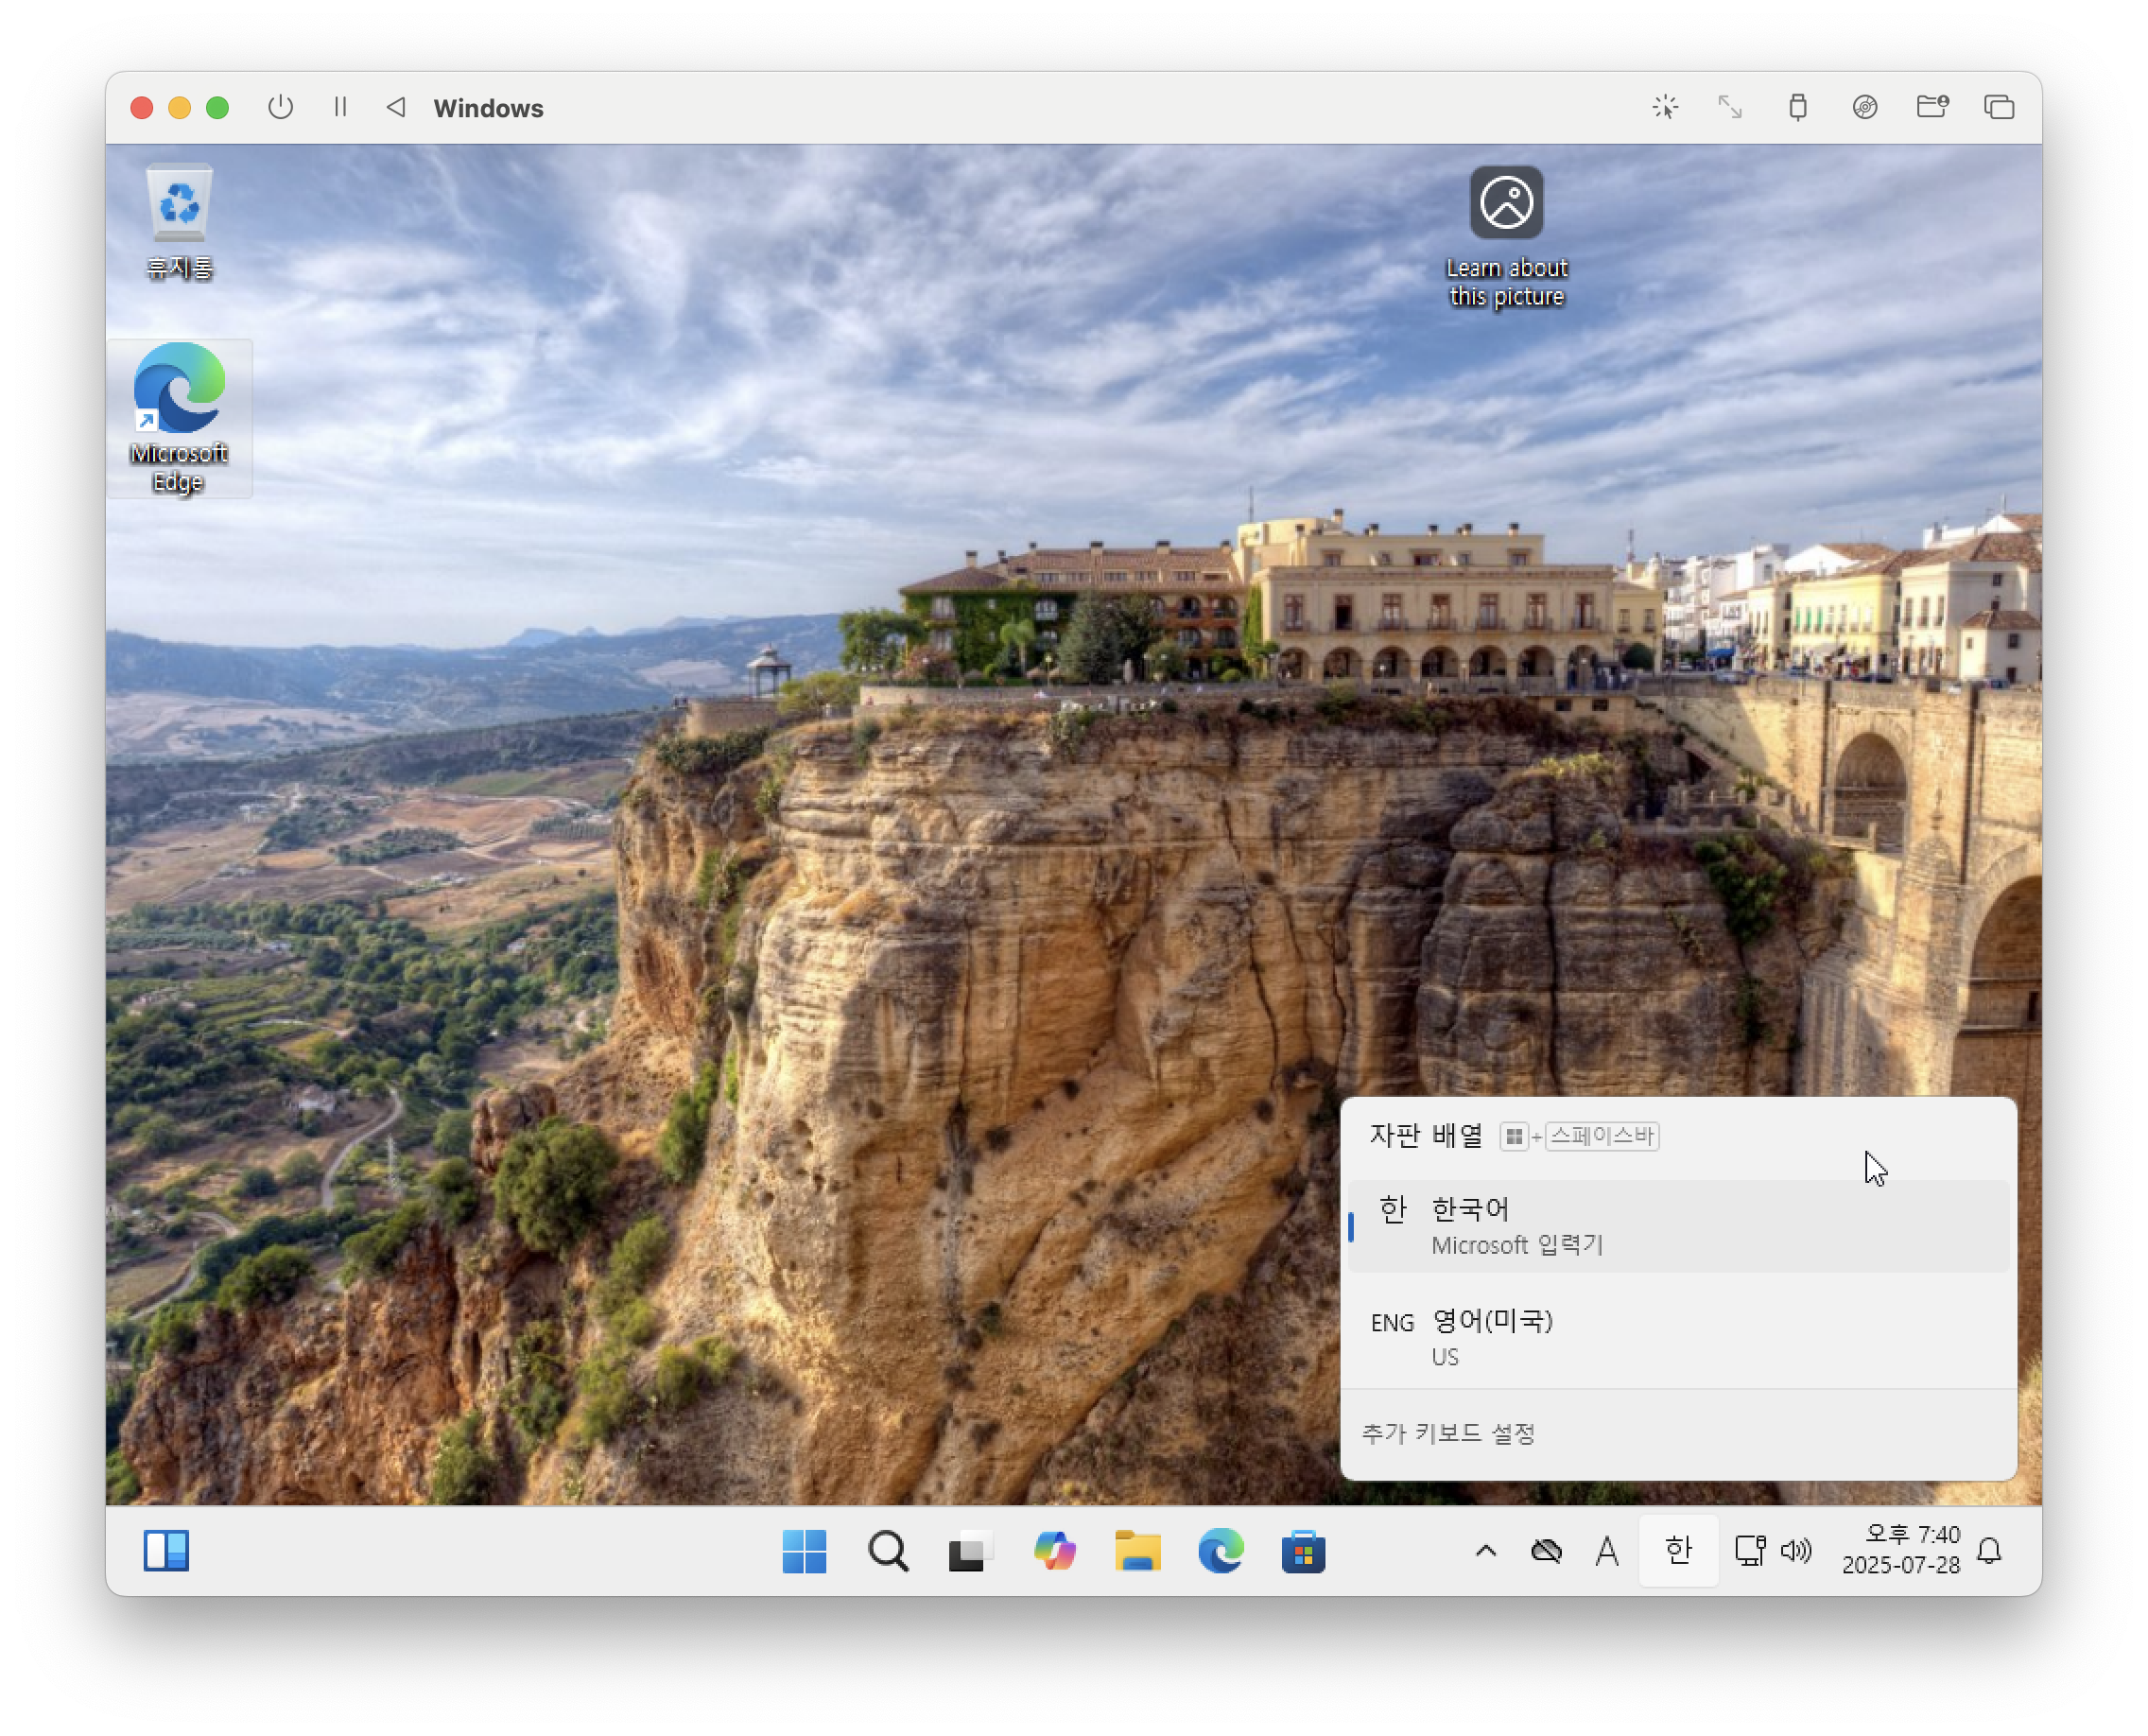 Windows
휴지통
Learn about
this picture
Microsoft
Edge
자판 배열 + 스페이스바
한 한국어
Microsoft 입력기
ENG 영어(미국)
US
추가 키보드 설정
A 한 오후 7:40
2025-07-28